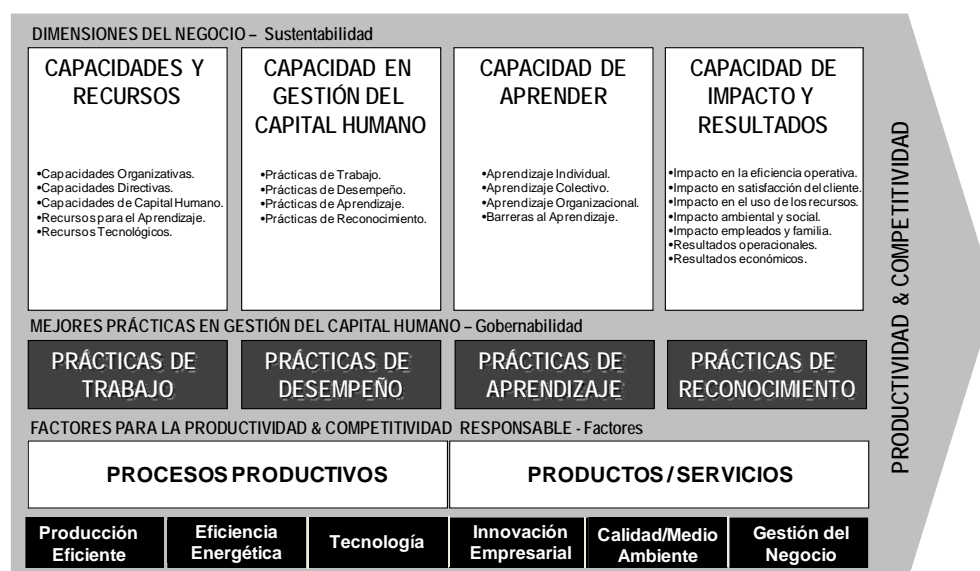 DIMENSIONES DEL NEGOCIO – Sustentabilidad
CAPACIDADES Y
RECURSOS
•Capacidades Organizativas.
•Capacidades Directivas.
•Capacidades de Capital Humano.
•Recursos para el Aprendizaje.
•Recursos Tecnológicos.
CAPACIDAD EN
GESTIÓN DEL
CAPITAL HUMANO
•Prácticas de Trabajo.
•Prácticas de Desempeño.
•Prácticas de Aprendizaje.
•Prácticas de Reconocimiento.
CAPACIDAD DE
APRENDER
•Aprendizaje Individual.
•Aprendizaje Colectivo.
•Aprendizaje Organizacional.
•Barreras al Aprendizaje.
CAPACIDAD DE
IMPACTO Y
RESULTADOS
•Impacto en la eficiencia operativa.
•Impacto en satisfacción del cliente.
•Impacto en el uso de los recursos.
•Impacto ambiental y social.
•Impacto empleados y familia.
•Resultados operacionales.
•Resultados económicos.
MEJORES PRÁCTICAS EN GESTIÓN DEL CAPITAL HUMANO – Gobernabilidad
PRÁCTICAS DE
TRABAJO
PRÁCTICAS DE
DESEMPEÑO
PRÁCTICAS DE
APRENDIZAJE
PRÁCTICAS DE
RECONOCIMIENTO
FACTORES PARA LA PRODUCTIVIDAD & COMPETITIVIDAD RESPONSABLE - Factores
PROCESOS PRODUCTIVOS
PRODUCTOS / SERVICIOS
Producción
Eficiente
Eficiencia
Energética
Tecnología
Innovación
Empresarial
Calidad/Medio
Ambiente
Gestión del
Negocio
PRODUCTIVIDAD & COMPETITIVIDAD